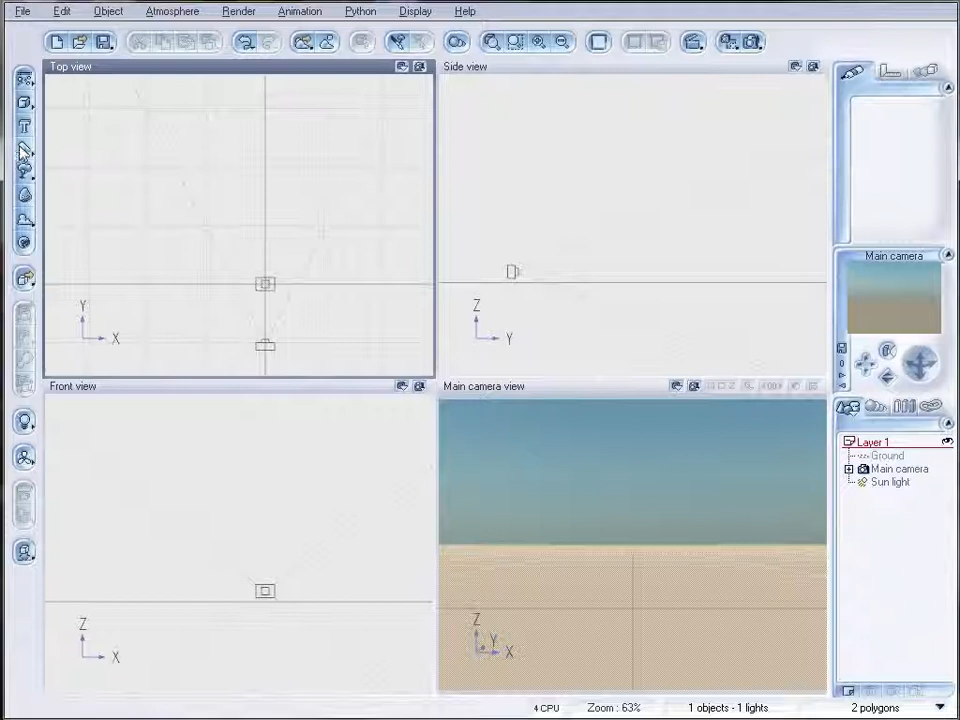 File Edit Object Atmosphere Render Animation Python Display Help
Top view
Side view
Main camera
Y
X
Z
Y
Front view
Main camera view
Layer 1
Ground
Main camera
Sun light
Z
X
Z
Y
X
4 CPU Zoom : 63% 1 objects - 1 lights 2 polygons